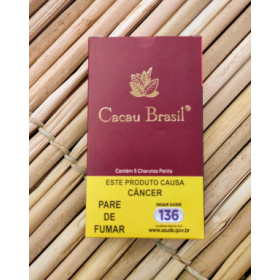 Cacau Brasil®
Contém 5 Charutos Petits
ESTE PRODUTO CAUSA
CÂNCER
PARE
DE
FUMAR
DISQUE SAÚDE
136
www.saude.gov.br